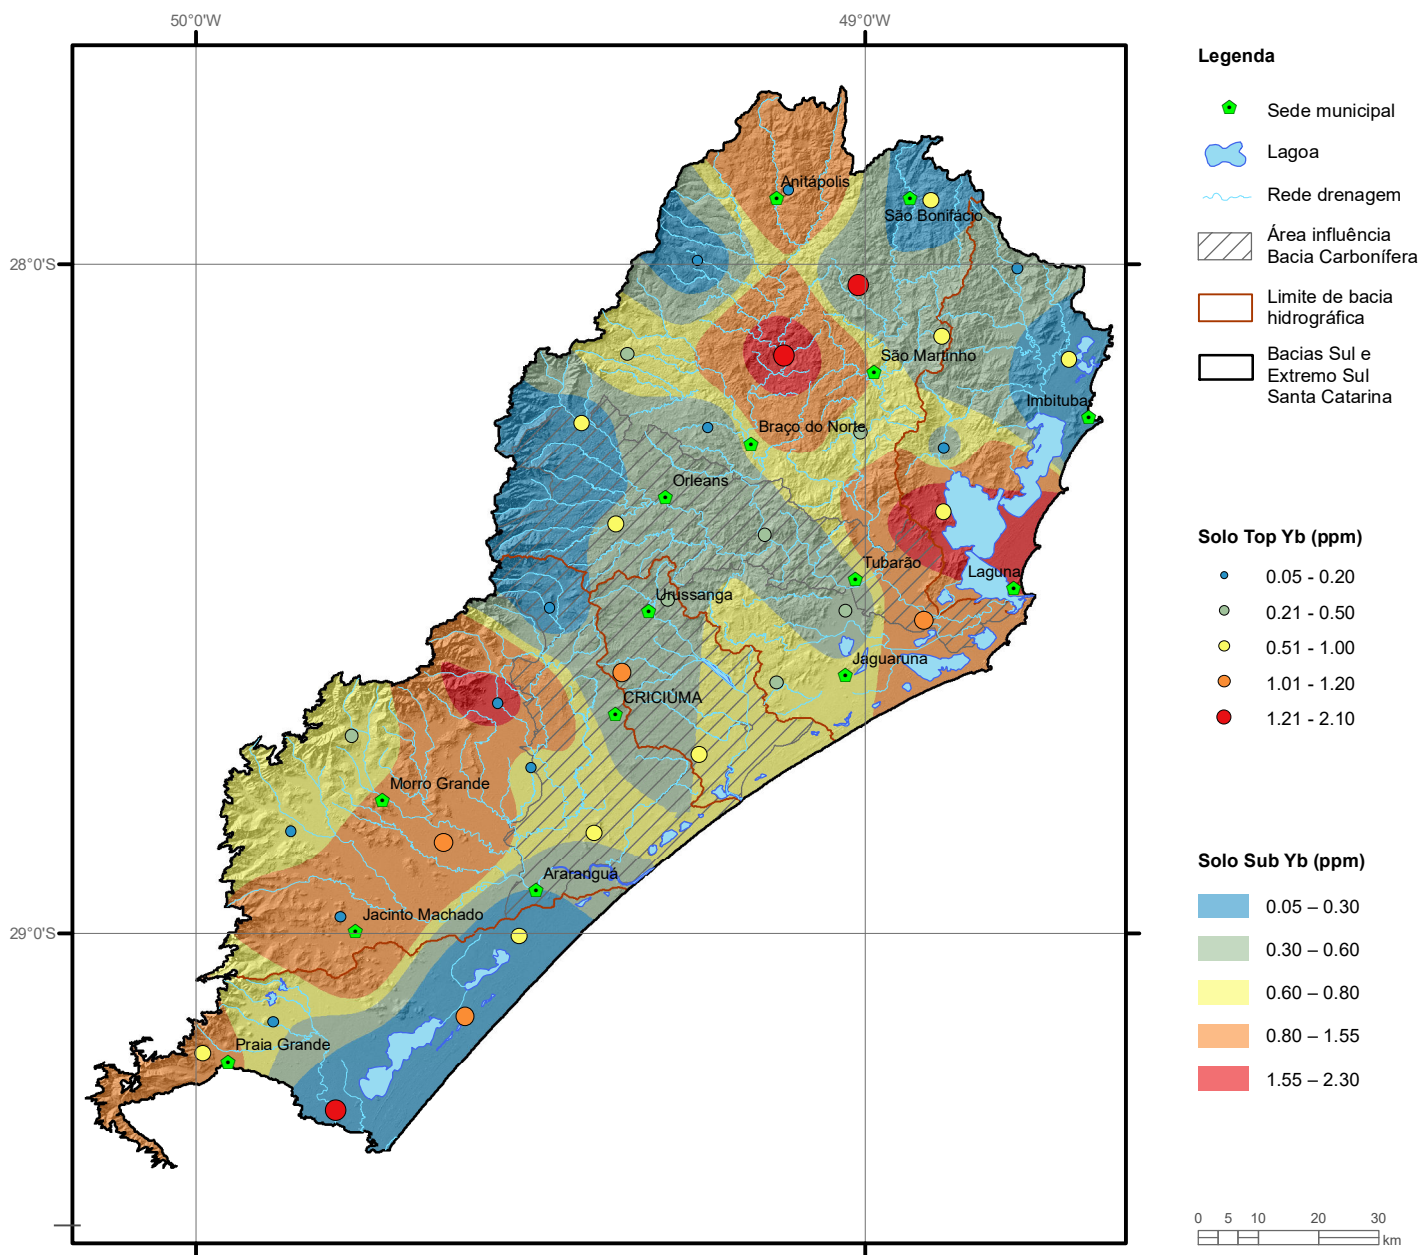 50°0'W
49°0'W
28°0'S
29°0'S
Anitápolis
São Bonifácio
São Martinho
Imbituba
Braço do Norte
Orleans
Tubarão
Laguna
Urussanga
Jaguaruna
CRICIÚMA
Morro Grande
Araranguá
Jacinto Machado
Praia Grande
Legenda
Sede municipal
Lagoa
Rede drenagem
Área influência
Bacia Carbonífera
Limite de bacia
hidrográfica
Bacias Sul e
Extremo Sul
Santa Catarina
Solo Top Yb (ppm)
0.05 - 0.20
0.21 - 0.50
0.51 - 1.00
1.01 - 1.20
1.21 - 2.10
Solo Sub Yb (ppm)
0.05 – 0.30
0.30 – 0.60
0.60 – 0.80
0.80 – 1.55
1.55 – 2.30
0 5 10 20 30
km